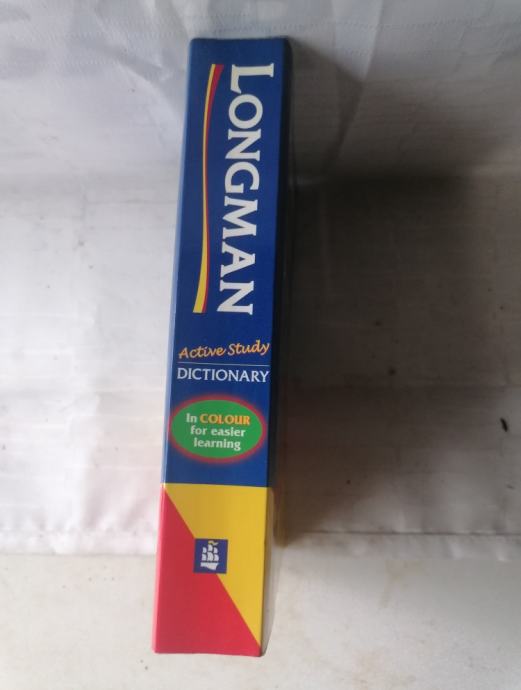 LONGMAN
Active Study
DICTIONARY
In COLOUR
for easier
learning